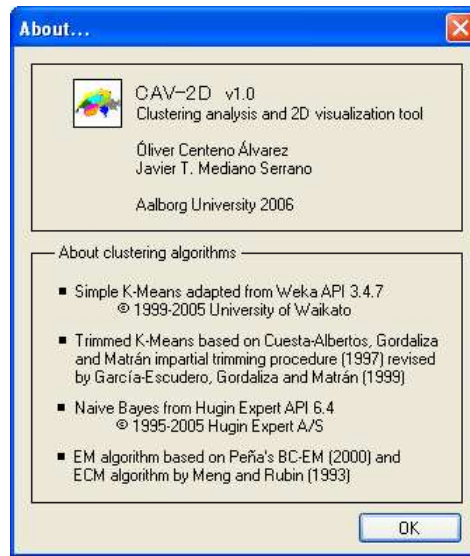 About...
CAV-2D v1.0
Clustering analysis and 2D visualization tool
Óliver Centeno Álvarez
Javier T. Mediano Serrano
Aalborg University 2006
About clustering algorithms
▪ Simple K-Means adapted from Weka API 3.4.7
© 1999-2005 University of Waikato
▪ Trimmed K-Means based on Cuesta-Albertos, Gordaliza
and Matrán impartial trimming procedure (1997) revised
by García-Escudero, Gordaliza and Matrán (1999)
▪ Naive Bayes from Hugin Expert API 6.4
© 1995-2005 Hugin Expert A/S
▪ EM algorithm based on Peña's BC-EM (2000) and
ECM algorithm by Meng and Rubin (1993)
OK